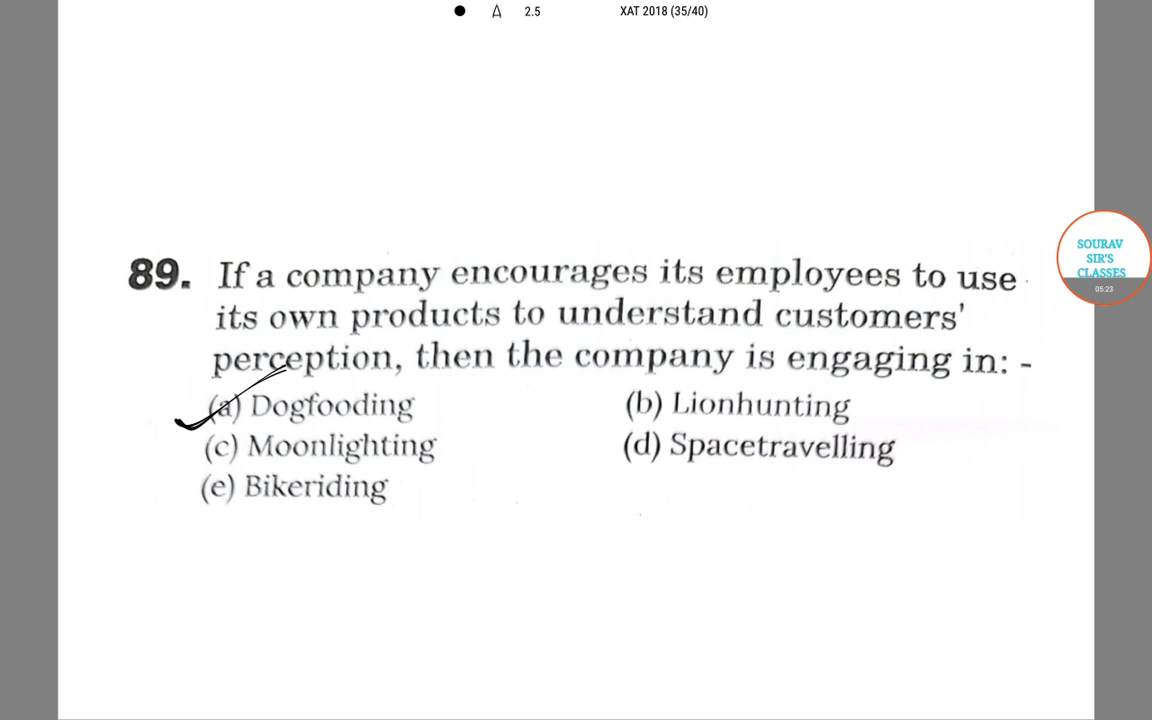 2.5 XAT 2018 (35/40)
89. If a company encourages its employees to use
its own products to understand customers'
perception, then the company is engaging in: -
(a) Dogfooding (b) Lionhunting
(c) Moonlighting (d) Spacetravelling
(e) Bikeriding
SOURAV
SIR'S
CLASSES
05:23